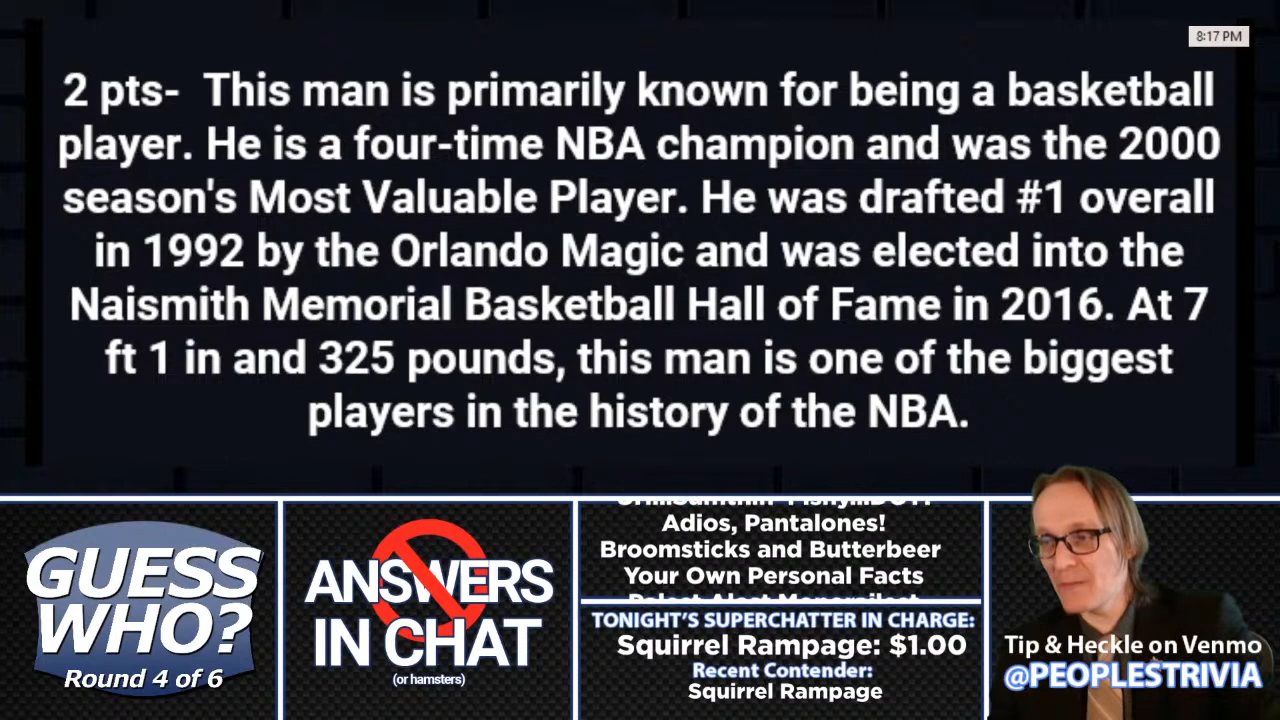 8:17 PM
2 pts-  This man is primarily known for being a basketball
player. He is a four-time NBA champion and was the 2000
season's Most Valuable Player. He was drafted #1 overall
in 1992 by the Orlando Magic and was elected into the
Naismith Memorial Basketball Hall of Fame in 2016. At 7
ft 1 in and 325 pounds, this man is one of the biggest
players in the history of the NBA.
GUESS
WHO?
Round 4 of 6
ANSWERS
IN CHAT
(or hamsters)
Adios, Pantalones!
Broomsticks and Butterbeer
Your Own Personal Facts
TONIGHT'S SUPERCHATTER IN CHARGE:
Squirrel Rampage: $1.00
Recent Contender:
Squirrel Rampage
Tip & Heckle on Venmo
@PEOPLESTRIVIA